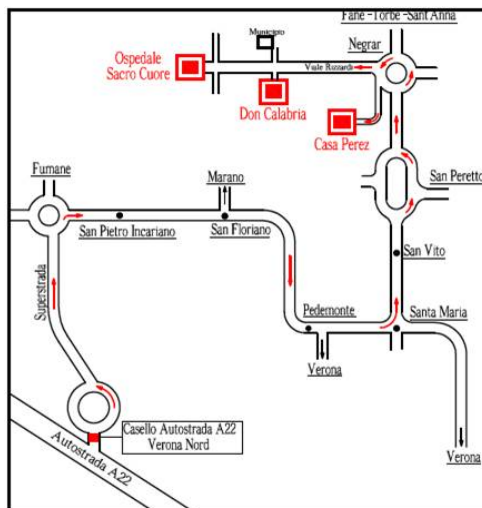 Fane -Torbe -Sant'Anna
Municipio
Negrar
Ospedale
Sacro Cuore
Viale Rizzardi
Don Calabria
Casa Perez
Fumane
Marano
San Peretto
San Pietro Incariano
San Floriano
San Vito
Superstrada
Pedemonte
Santa Maria
Verona
Casello Autostrada A22
Verona Nord
Autostrada A22
Verona